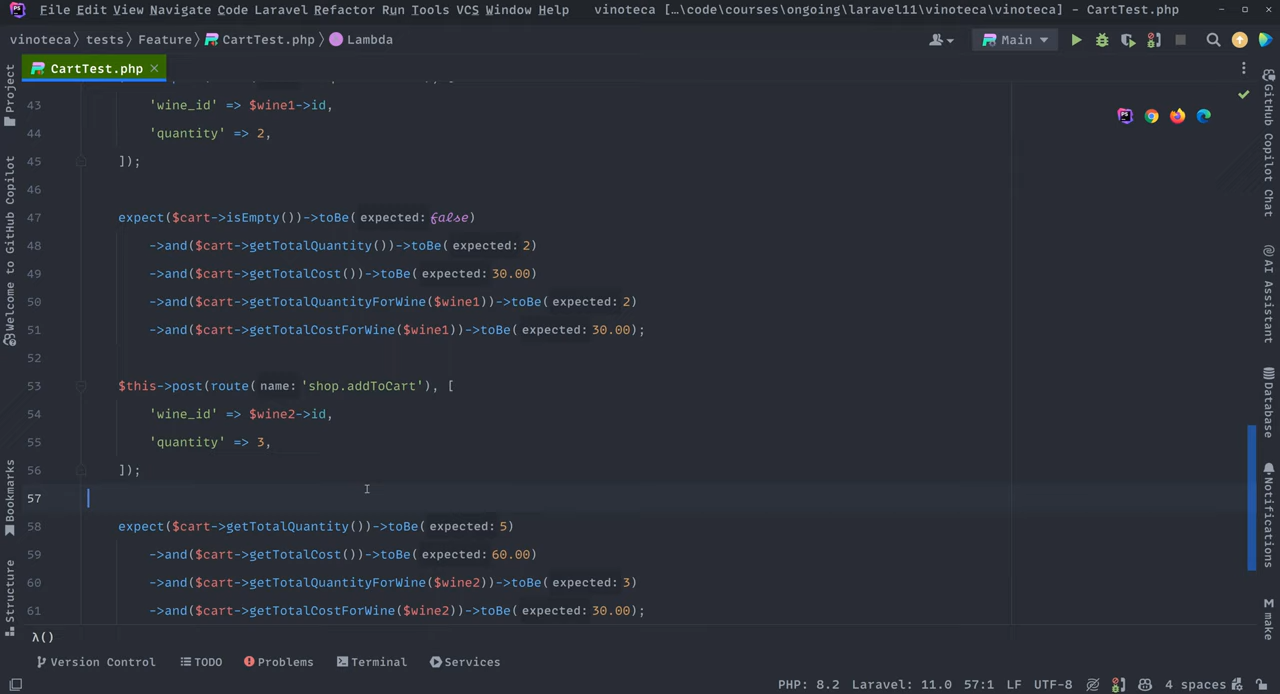 File Edit View Navigate Code Laravel Refactor Run Tools VCS Window Help vinoteca […\code\courses\ongoing\laravel11\vinoteca\vinoteca] - CartTest.php
vinoteca tests Feature CartTest.php Lambda Main
CartTest.php
43 'wine_id' => $wine1->id,
44 'quantity' => 2,
45 ]);
46
47 expect($cart->isEmpty())->toBe( expected: false)
48 ->and($cart->getTotalQuantity())->toBe( expected: 2)
49 ->and($cart->getTotalCost())->toBe( expected: 30.00)
50 ->and($cart->getTotalQuantityForWine($wine1))->toBe( expected: 2)
51 ->and($cart->getTotalCostForWine($wine1))->toBe( expected: 30.00);
52
53 $this->post(route( name: 'shop.addToCart'), [
54 'wine_id' => $wine2->id,
55 'quantity' => 3,
56 ]);
57
58 expect($cart->getTotalQuantity())->toBe( expected: 5)
59 ->and($cart->getTotalCost())->toBe( expected: 60.00)
60 ->and($cart->getTotalQuantityForWine($wine2))->toBe( expected: 3)
61 ->and($cart->getTotalCostForWine($wine2))->toBe( expected: 30.00);
λ()
Project
Welcome to GitHub Copilot
Bookmarks
Structure
GitHub Copilot Chat
AI Assistant
Database
Notifications
M make
Version Control TODO Problems Terminal Services
PHP: 8.2 Laravel: 11.0 57:1 LF UTF-8 4 spaces